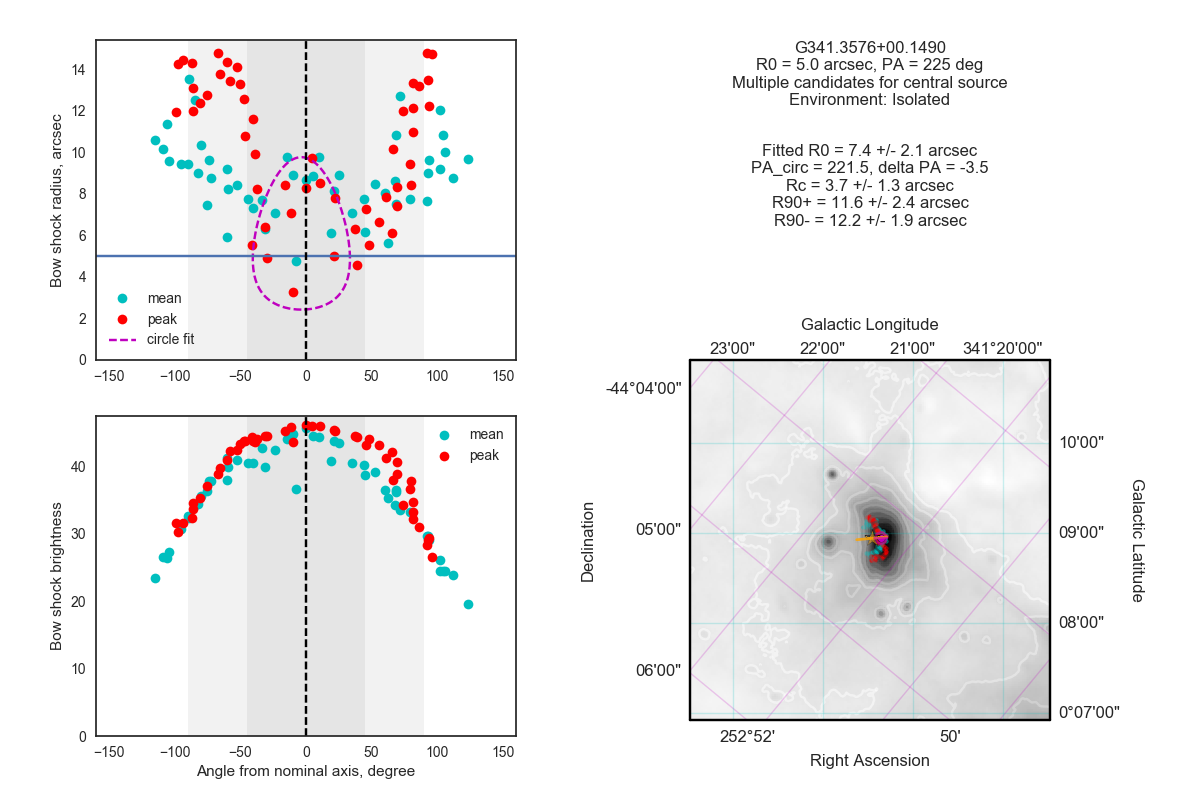 G341.3576+00.1490
R0 = 5.0 arcsec, PA = 225 deg
Multiple candidates for central source
Environment: Isolated
Fitted R0 = 7.4 +/- 2.1 arcsec
PA_circ = 221.5, delta PA = -3.5
Rc = 3.7 +/- 1.3 arcsec
R90+ = 11.6 +/- 2.4 arcsec
R90- = 12.2 +/- 1.9 arcsec
Bow shock radius, arcsec
14
12
10
8
6
4
2
0
mean
peak
circle fit
−150 −100 −50 0 50 100 150
Bow shock brightness
40
30
20
10
0
mean
peak
−150 −100 −50 0 50 100 150
Angle from nominal axis, degree
Galactic Longitude
23'00" 22'00" 21'00" 341°20'00"
-44°04'00"
05'00"
06'00"
Declination
10'00"
09'00"
08'00"
0°07'00"
Galactic Latitude
252°52' 50'
Right Ascension